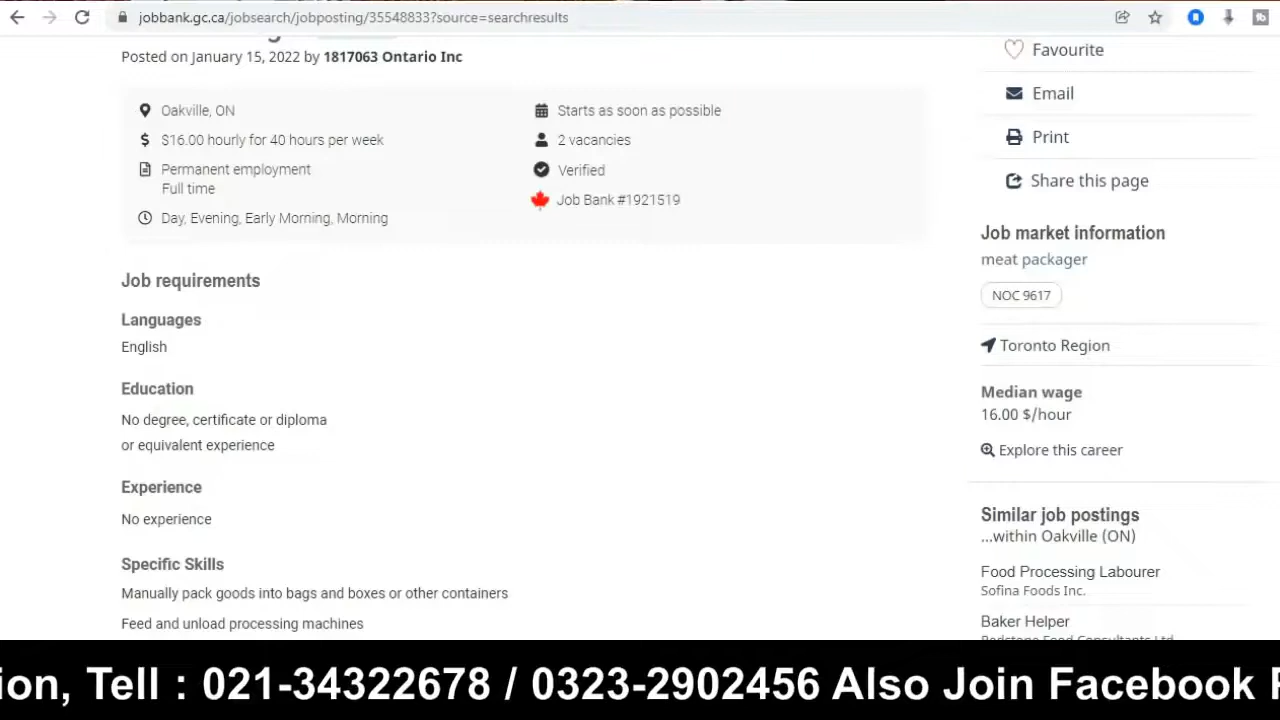 jobbank.gc.ca/jobsearch/jobposting/35548833?source=searchresults
Posted on January 15, 2022 by 1817063 Ontario Inc
Oakville, ON
$16.00 hourly for 40 hours per week
Permanent employment
Full time
Day, Evening, Early Morning, Morning
Starts as soon as possible
2 vacancies
Verified
Job Bank #1921519
Job requirements
Languages
English
Education
No degree, certificate or diploma
or equivalent experience
Experience
No experience
Specific Skills
Manually pack goods into bags and boxes or other containers
Feed and unload processing machines
Favourite
Email
Print
Share this page
Job market information
meat packager
NOC 9617
Toronto Region
Median wage
16.00 $/hour
Explore this career
Similar job postings
...within Oakville (ON)
Food Processing Labourer
Sofina Foods Inc.
Baker Helper
Redstone Food Consultants Ltd
ion, Tell : 021-34322678 / 0323-2902456 Also Join Facebook